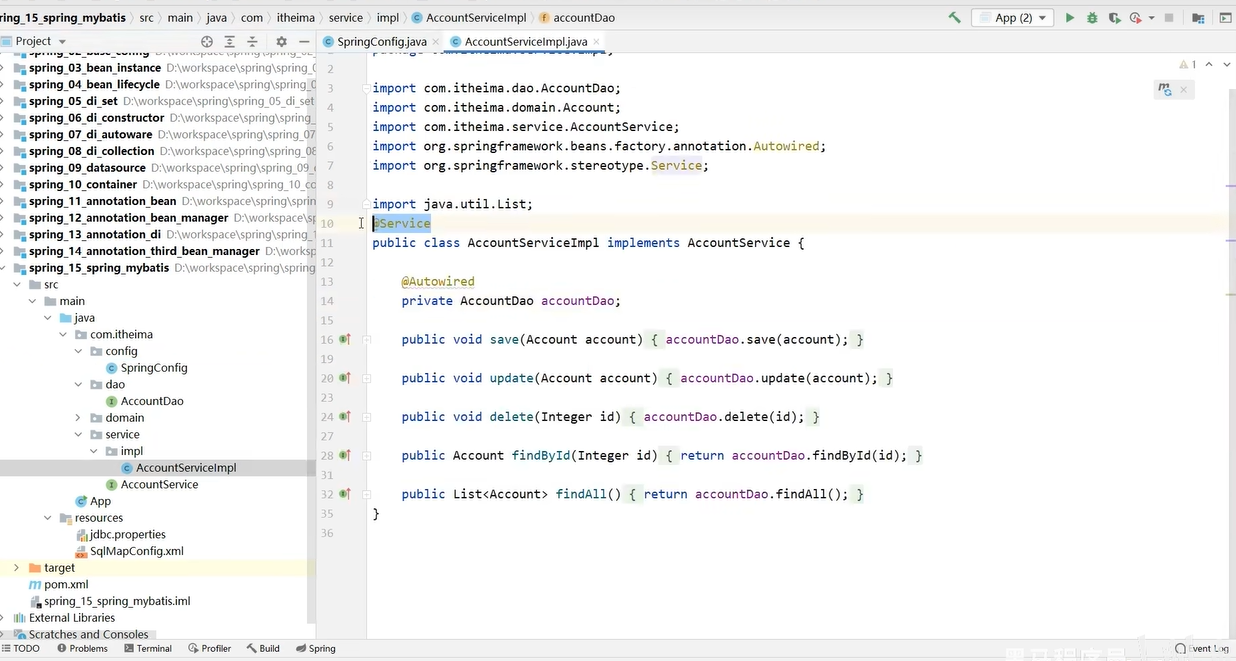 ring_15_spring_mybatis › src › main › java › com › itheima › service › impl › AccountServiceImpl › accountDao
App (2)
Project
SpringConfig.java
AccountServiceImpl.java
spring_03_bean_instance D:\workspace\spring\spring_0
spring_04_bean_lifecycle D:\workspace\spring\spring_0
spring_05_di_set D:\workspace\spring\spring_05_di_set
spring_06_di_constructor D:\workspace\spring\spring_
spring_07_di_autoware D:\workspace\spring\spring_07
spring_08_di_collection D:\workspace\spring\spring_08
spring_09_datasource D:\workspace\spring\spring_09_
spring_10_container D:\workspace\spring\spring_10_cc
spring_11_annotation_bean D:\workspace\spring\sprin
spring_12_annotation_bean_manager D:\workspace\s
spring_13_annotation_di D:\workspace\spring\spring_1
spring_14_annotation_third_bean_manager D:\works
spring_15_spring_mybatis D:\workspace\spring\spring
src
main
java
com.itheima
config
SpringConfig
dao
AccountDao
domain
service
impl
AccountServiceImpl
AccountService
App
resources
jdbc.properties
SqlMapConfig.xml
target
pom.xml
spring_15_spring_mybatis.iml
External Libraries
Scratches and Consoles
1
2
3 import com.itheima.dao.AccountDao;
4 import com.itheima.domain.Account;
5 import com.itheima.service.AccountService;
6 import org.springframework.beans.factory.annotation.Autowired;
7 import org.springframework.stereotype.Service;
8
9 import java.util.List;
10 @Service
11 public class AccountServiceImpl implements AccountService {
12
13 @Autowired
14 private AccountDao accountDao;
15
16 public void save(Account account) { accountDao.save(account); }
19
20 public void update(Account account) { accountDao.update(account); }
23
24 public void delete(Integer id) { accountDao.delete(id); }
27
28 public Account findById(Integer id) { return accountDao.findById(id); }
31
32 public List<Account> findAll() { return accountDao.findAll(); }
35 }
36
TODO Problems Terminal Profiler Build Spring Event Log